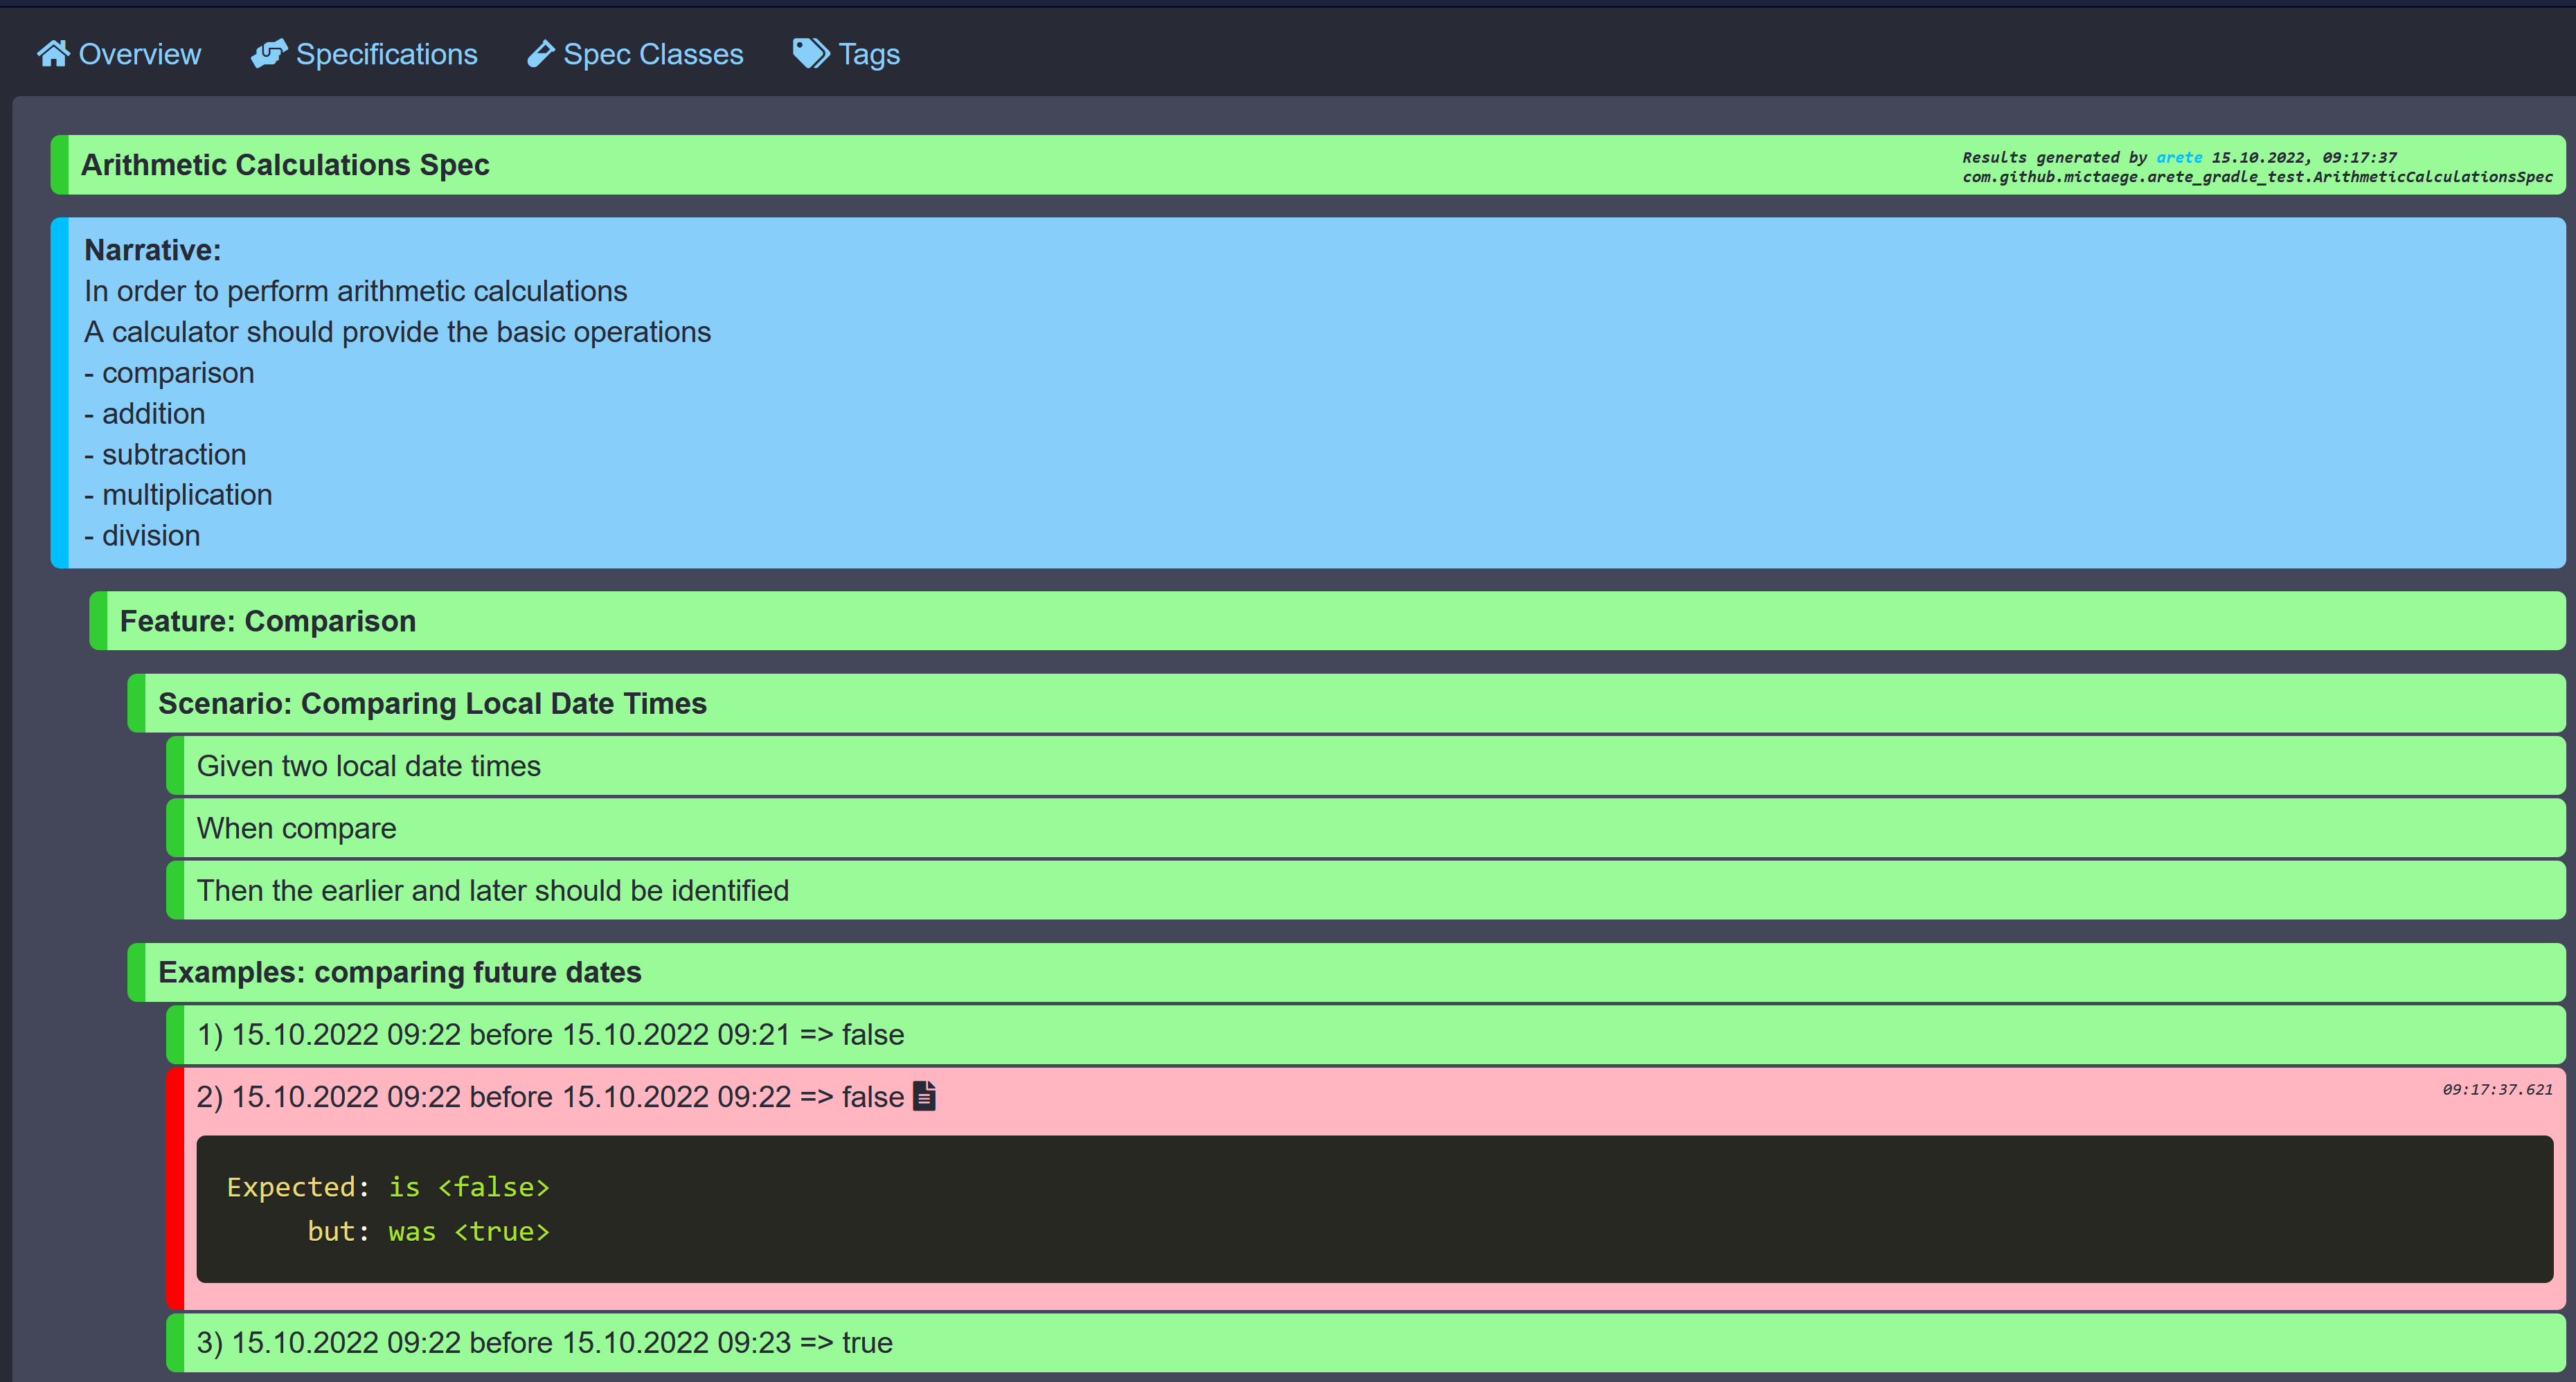 Overview Specifications Spec Classes Tags
Arithmetic Calculations Spec
Results generated by arete 15.10.2022, 09:17:37
com.github.mictaege.arete_gradle_test.ArithmeticCalculationsSpec
Narrative:
In order to perform arithmetic calculations
A calculator should provide the basic operations
- comparison
- addition
- subtraction
- multiplication
- division
Feature: Comparison
Scenario: Comparing Local Date Times
Given two local date times
When compare
Then the earlier and later should be identified
Examples: comparing future dates
1) 15.10.2022 09:22 before 15.10.2022 09:21 => false
2) 15.10.2022 09:22 before 15.10.2022 09:22 => false
09:17:37.621
Expected: is <false>
but: was <true>
3) 15.10.2022 09:22 before 15.10.2022 09:23 => true